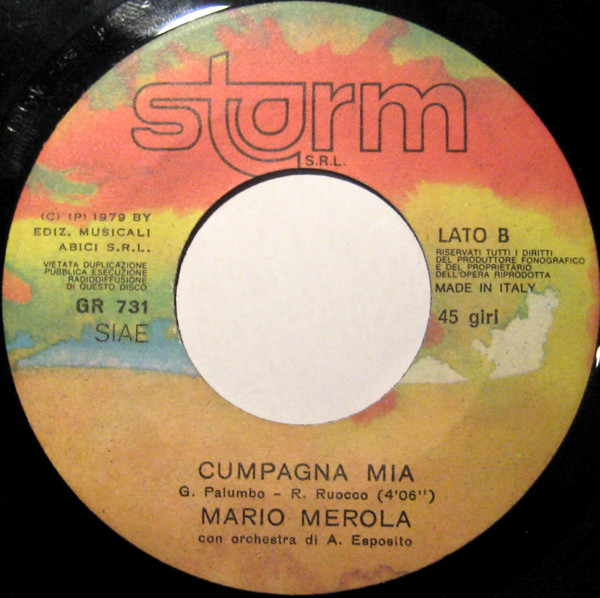 storm
S.R.L.
(C) (P) 1979 BY
EDIZ. MUSICALI
ABICI S.R.L.
VIETATA DUPLICAZIONE
PUBBLICA ESECUZIONE
RADIODIFFUSIONE
DI QUESTO DISCO
GR 731
SIAE
LATO B
RISERVATI TUTTI I DIRITTI
DEL PRODUTTORE FONOGRAFICO
E DEL PROPRIETARIO
DELL'OPERA RIPRODOTTA
MADE IN ITALY
45 giri
CUMPAGNA MIA
G. Palumbo - R. Ruocco (4'06")
MARIO MEROLA
con orchestra di A. Esposito